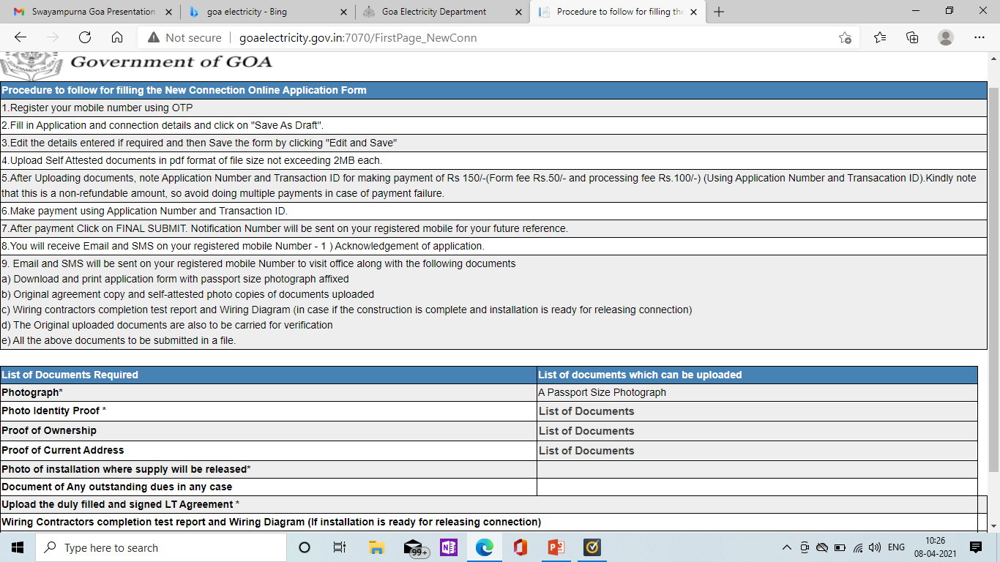 Swayampurna Goa Presentation
goa electricity - Bing
Goa Electricity Department
Procedure to follow for filling the
Not secure
goaelectricity.gov.in:7070/FirstPage_NewConn
Government of GOA
Procedure to follow for filling the New Connection Online Application Form
1.Register your mobile number using OTP
2.Fill in Application and connection details and click on "Save As Draft".
3.Edit the details entered if required and then Save the form by clicking "Edit and Save"
4.Upload Self Attested documents in pdf format of file size not exceeding 2MB each.
5.After Uploading documents, note Application Number and Transaction ID for making payment of Rs 150/-(Form fee Rs.50/- and processing fee Rs.100/-) (Using Application Number and Transacation ID).Kindly note
that this is a non-refundable amount, so avoid doing multiple payments in case of payment failure.
6.Make payment using Application Number and Transaction ID.
7.After payment Click on FINAL SUBMIT. Notification Number will be sent on your registered mobile for your future reference.
8.You will receive Email and SMS on your registered mobile Number - 1 ) Acknowledgement of application.
9. Email and SMS will be sent on your registered mobile Number to visit office along with the following documents
a) Download and print application form with passport size photograph affixed
b) Original agreement copy and self-attested photo copies of documents uploaded
c) Wiring contractors completion test report and Wiring Diagram (in case if the construction is complete and installation is ready for releasing connection)
d) The Original uploaded documents are also to be carried for verification
e) All the above documents to be submitted in a file.
List of Documents Required
List of documents which can be uploaded
Photograph*
A Passport Size Photograph
Photo Identity Proof *
List of Documents
Proof of Ownership
List of Documents
Proof of Current Address
List of Documents
Photo of installation where supply will be released*
Document of Any outstanding dues in any case
Upload the duly filled and signed LT Agreement *
Wiring Contractors completion test report and Wiring Diagram (If installation is ready for releasing connection)
Type here to search
99+
ENG
10:26
08-04-2021